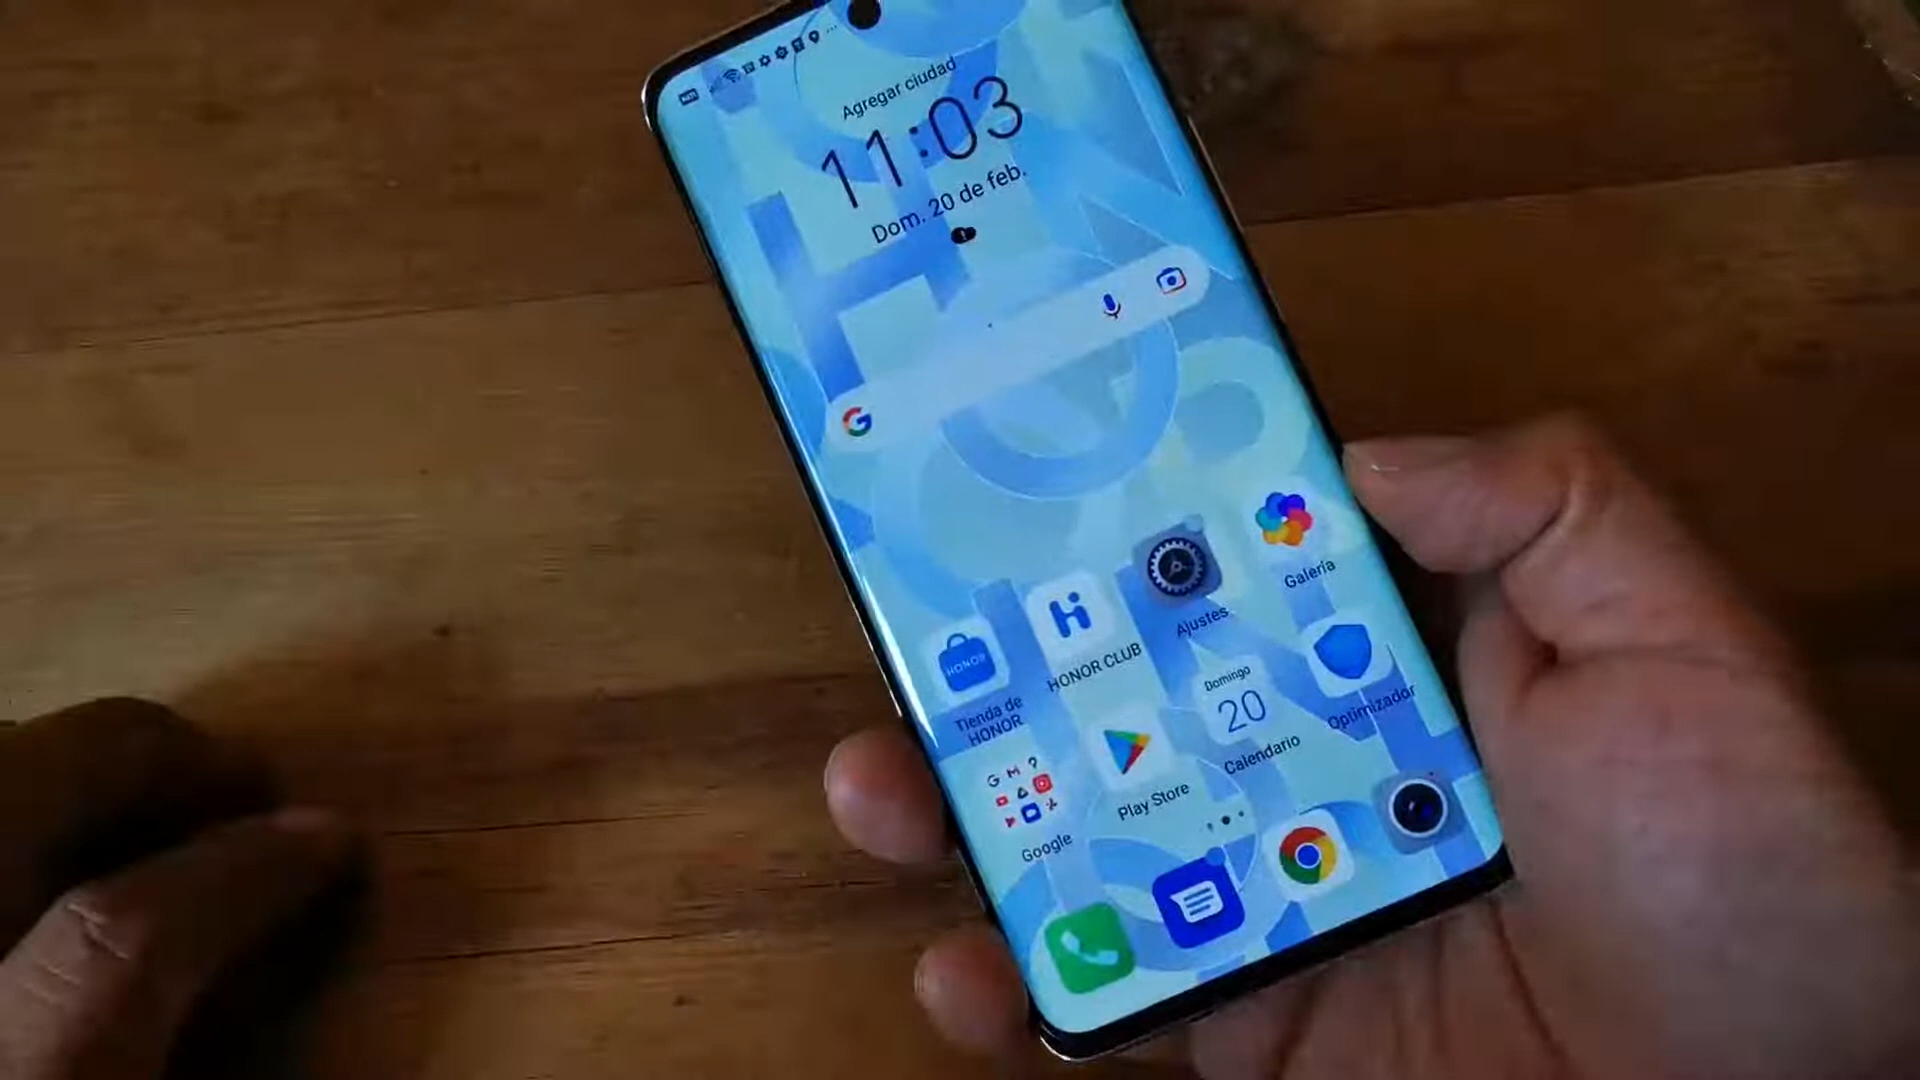 Agregar ciudad
11:03
Dom. 20 de feb.
G
Galería
Ajustes
HONOR
HONOR CLUB
Tienda de
HONOR
Domingo
20
Calendario
Optimizador
Play Store
Google